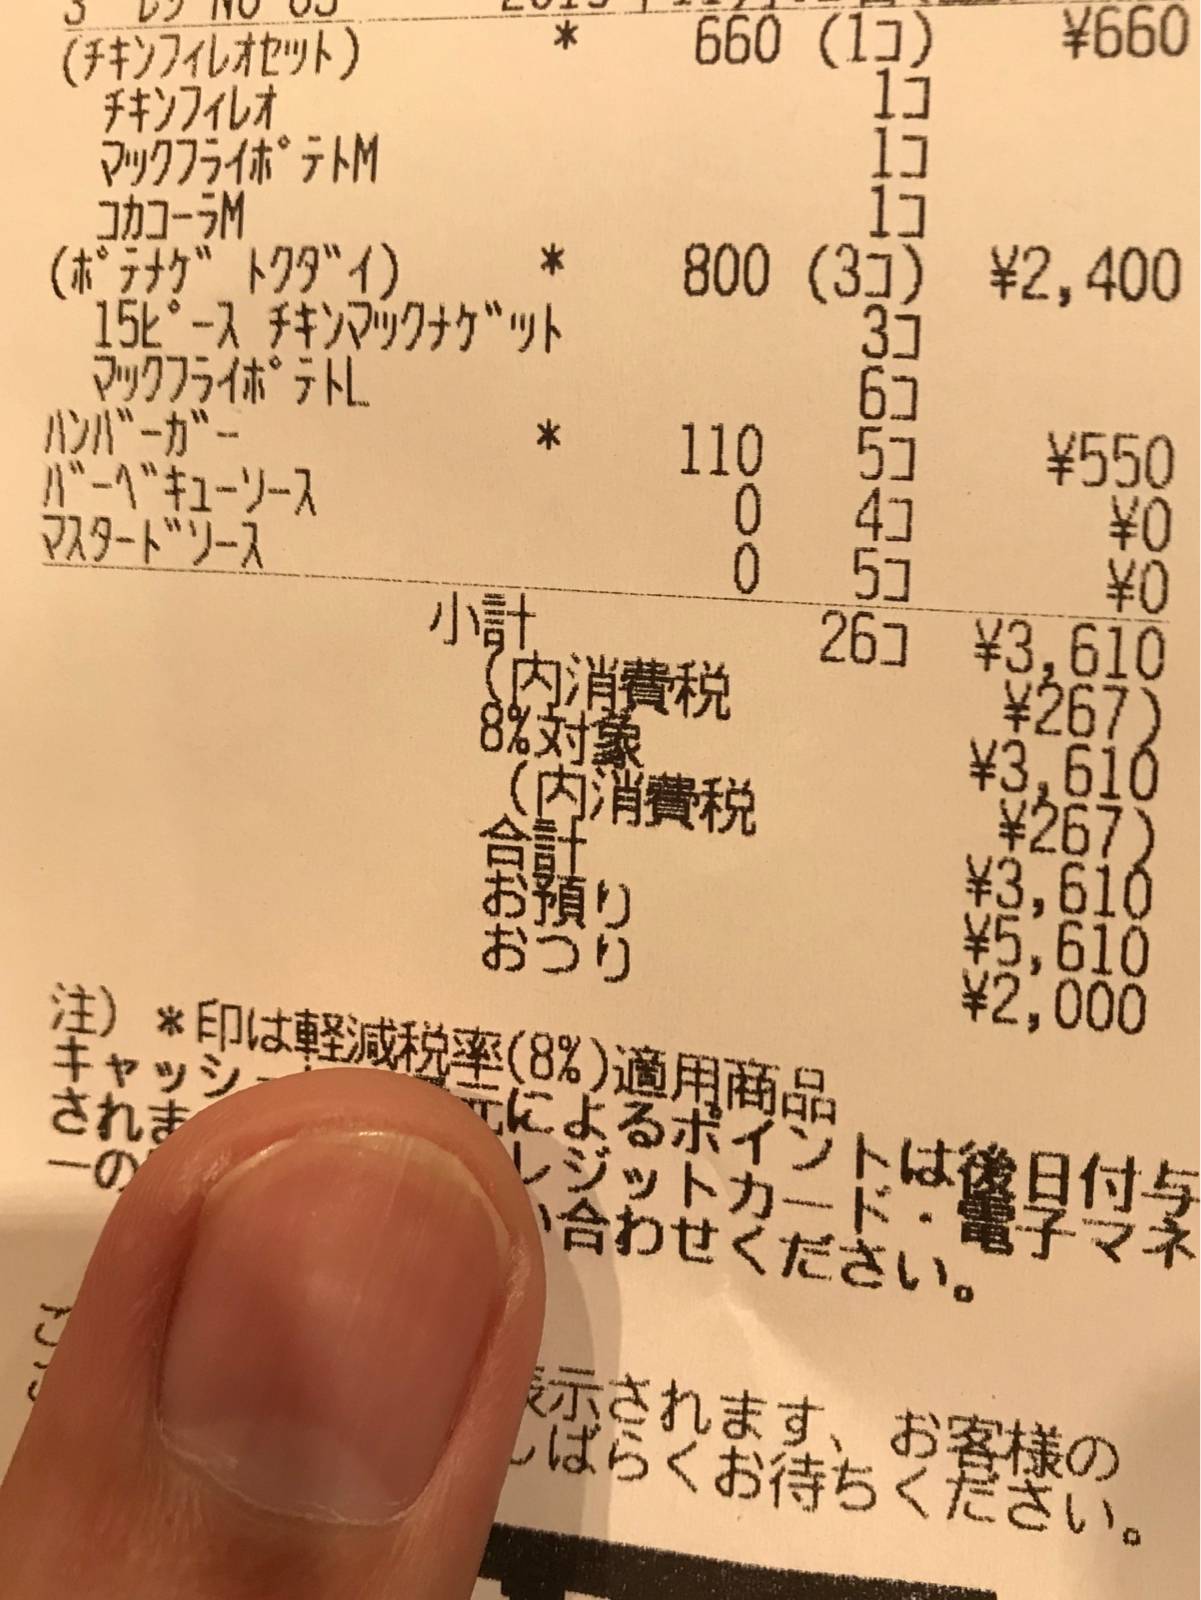 (チキンフィレオセット) * 660 (1コ) ¥660
チキンフィレオ 1コ
マックフライポテトM 1コ
コカコーラM 1コ
(ポテナゲ トクダイ) * 800 (3コ) ¥2,400
15ピース チキンマックナゲット 3コ
マックフライポテトL 6コ
ハンバーガー * 110 5コ ¥550
バーベキューソース 0 4コ ¥0
マスタードソース 0 5コ ¥0
小計 26コ ¥3,610
(内消費税 ¥267)
8%対象 ¥3,610
(内消費税 ¥267)
合計 ¥3,610
お預り ¥5,610
おつり ¥2,000
注) *印は軽減税率(8%)適用商品
キャッシ 元によるポイントは後日付与
されま レジットカード・電子マネ
ーの い合わせください。
表示されます、お客様の
しばらくお待ちください。